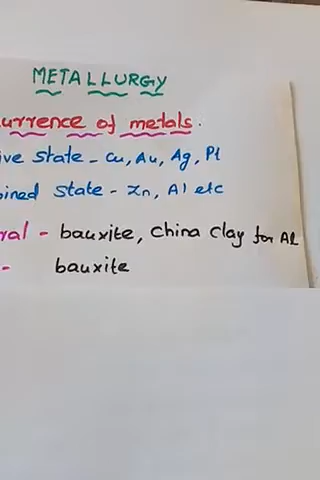 METALLURGY
urrence of metals.
ive state - Cu, Au, Ag, Pt
ined state - Zn, Al etc
ral - bauxite, China clay for Al
- bauxite